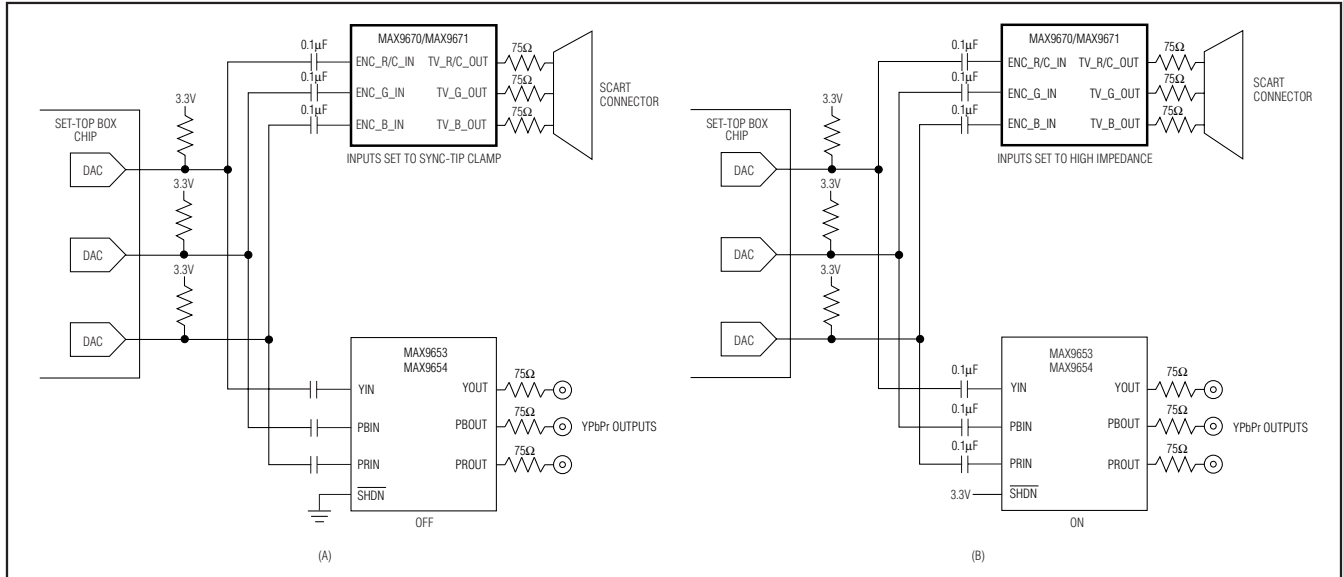 MAX9670/MAX9671
0.1µF
ENC_R/C_IN TV_R/C_OUT
75Ω
0.1µF
ENC_G_IN TV_G_OUT
75Ω
0.1µF
ENC_B_IN TV_B_OUT
75Ω
SCART
CONNECTOR
INPUTS SET TO SYNC-TIP CLAMP
SET-TOP BOX
CHIP
3.3V
DAC
3.3V
DAC
3.3V
DAC
MAX9653
MAX9654
YIN YOUT
75Ω
PBIN PBOUT
75Ω
YPbPr OUTPUTS
PRIN PROUT
75Ω
SHDN
OFF
(A)
MAX9670/MAX9671
0.1µF
ENC_R/C_IN TV_R/C_OUT
75Ω
0.1µF
ENC_G_IN TV_G_OUT
75Ω
0.1µF
ENC_B_IN TV_B_OUT
75Ω
SCART
CONNECTOR
INPUTS SET TO HIGH IMPEDANCE
SET-TOP BOX
CHIP
3.3V
DAC
3.3V
DAC
3.3V
DAC
MAX9653
MAX9654
0.1µF
YIN YOUT
75Ω
0.1µF
PBIN PBOUT
75Ω
YPbPr OUTPUTS
0.1µF
PRIN PROUT
75Ω
3.3V
SHDN
ON
(B)